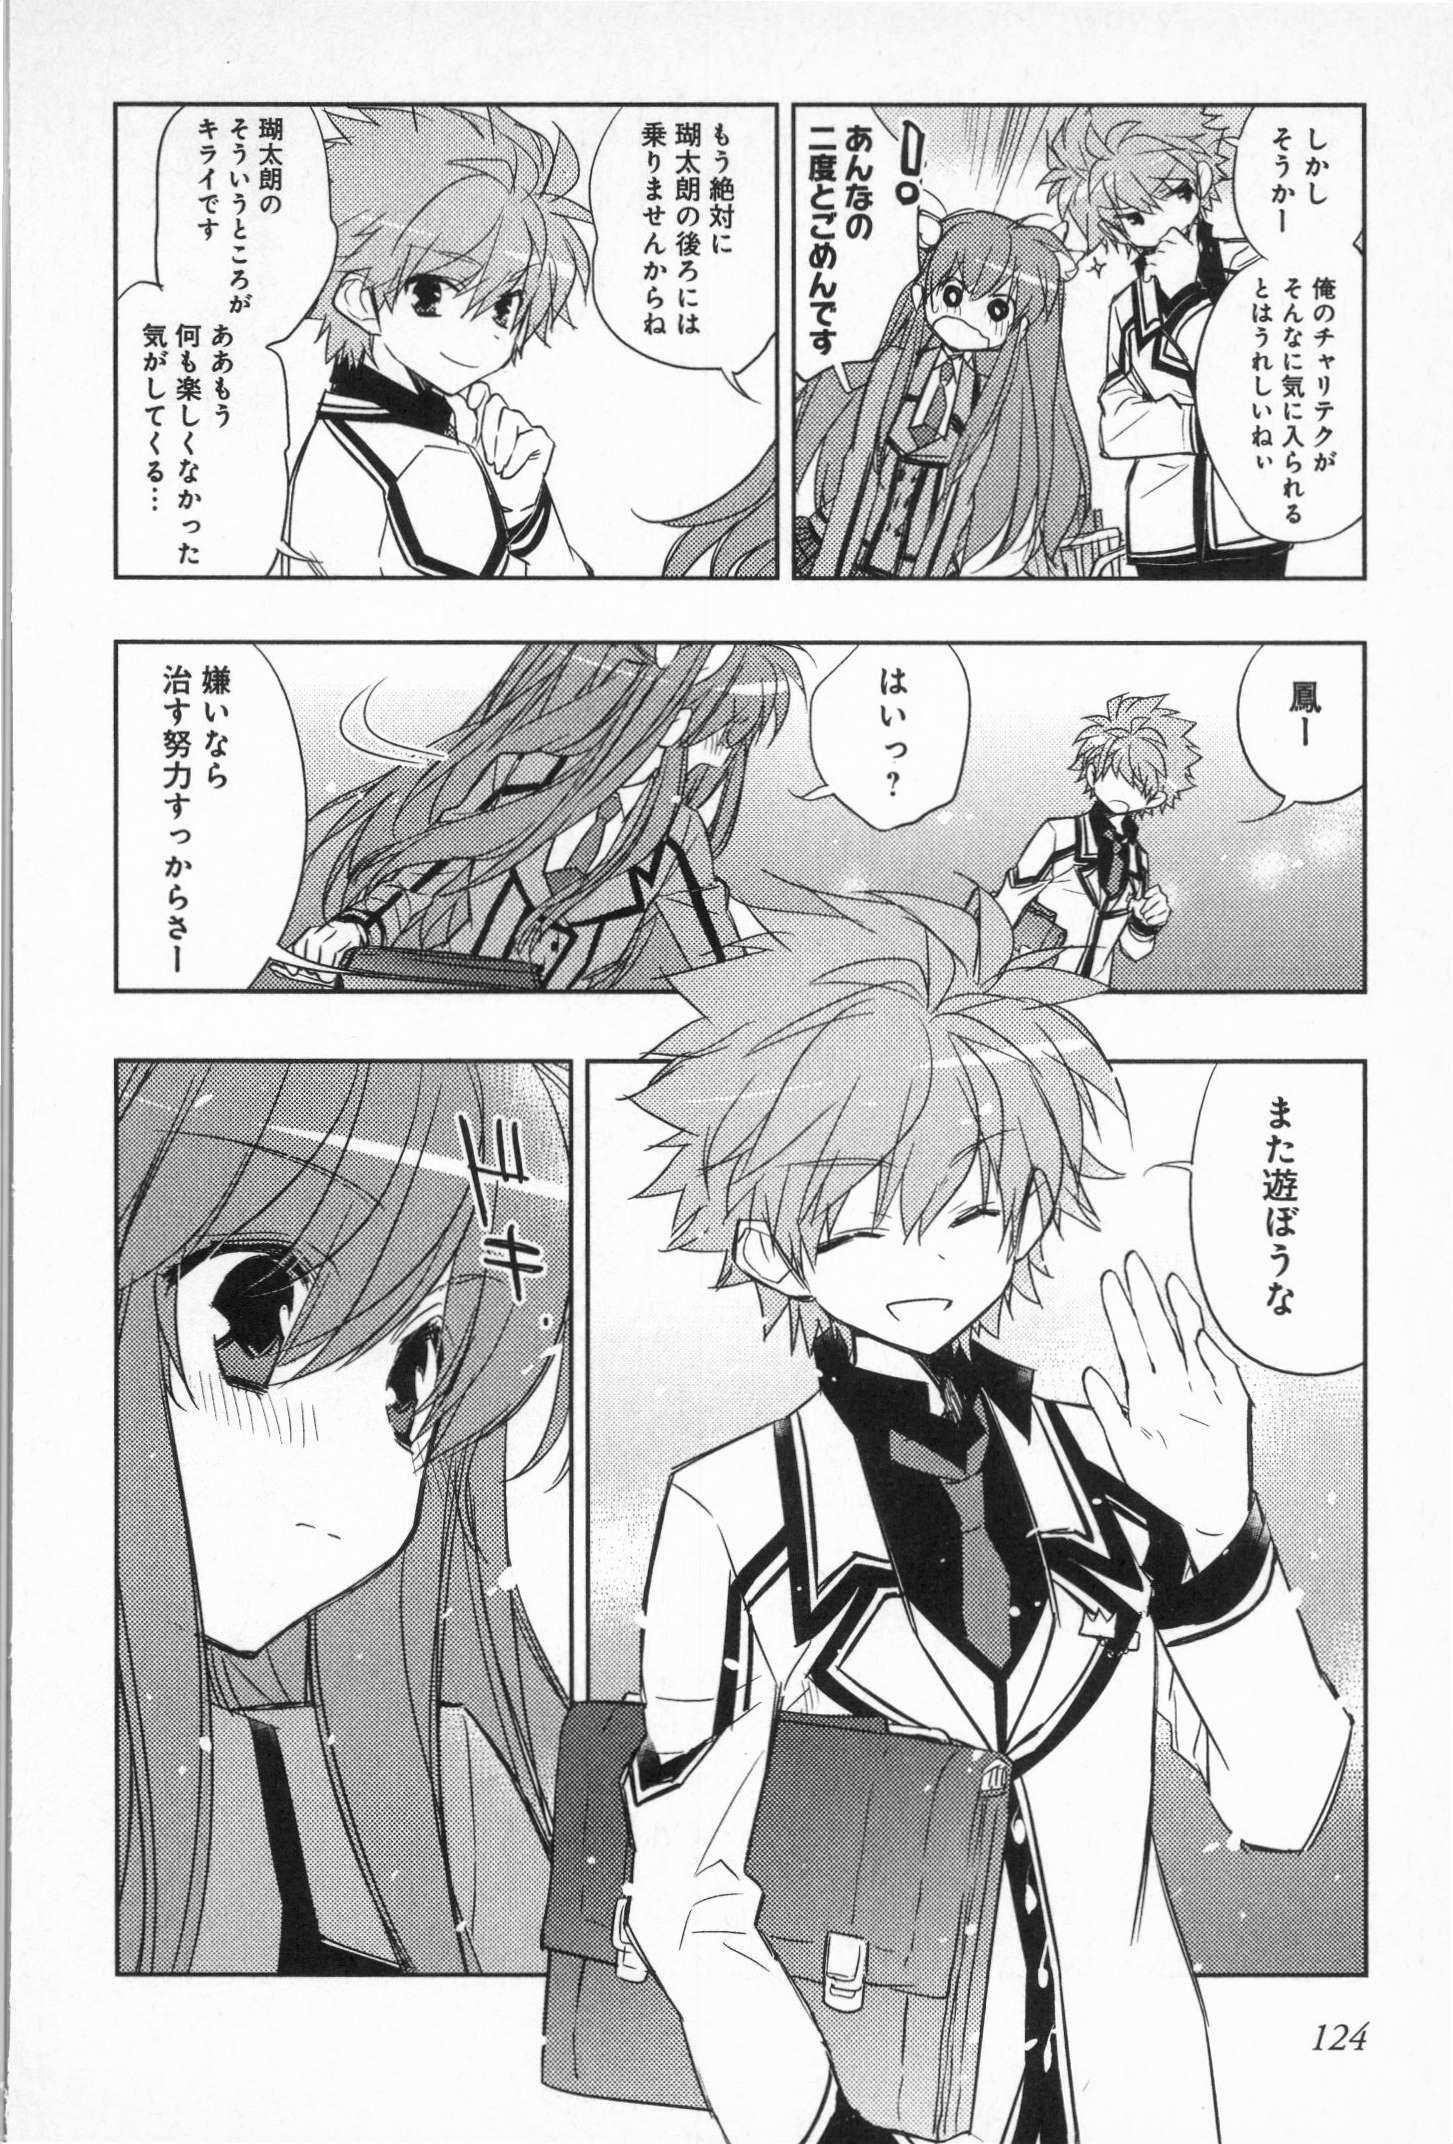 しかし
そうかー
俺のチャリテクが
そんなに気に入られる
とはうれしいねぃ
!。
あんなの
二度とごめんです
もう絶対に
瑚太朗の後ろには
乗りませんからね
瑚太朗の
そういうところが
キライです
ああもう
何も楽しくなかった
気がしてくる…
鳳ー
はいっ?
嫌いなら
治す努力すっからさー
また遊ぼうな
ドキ
124